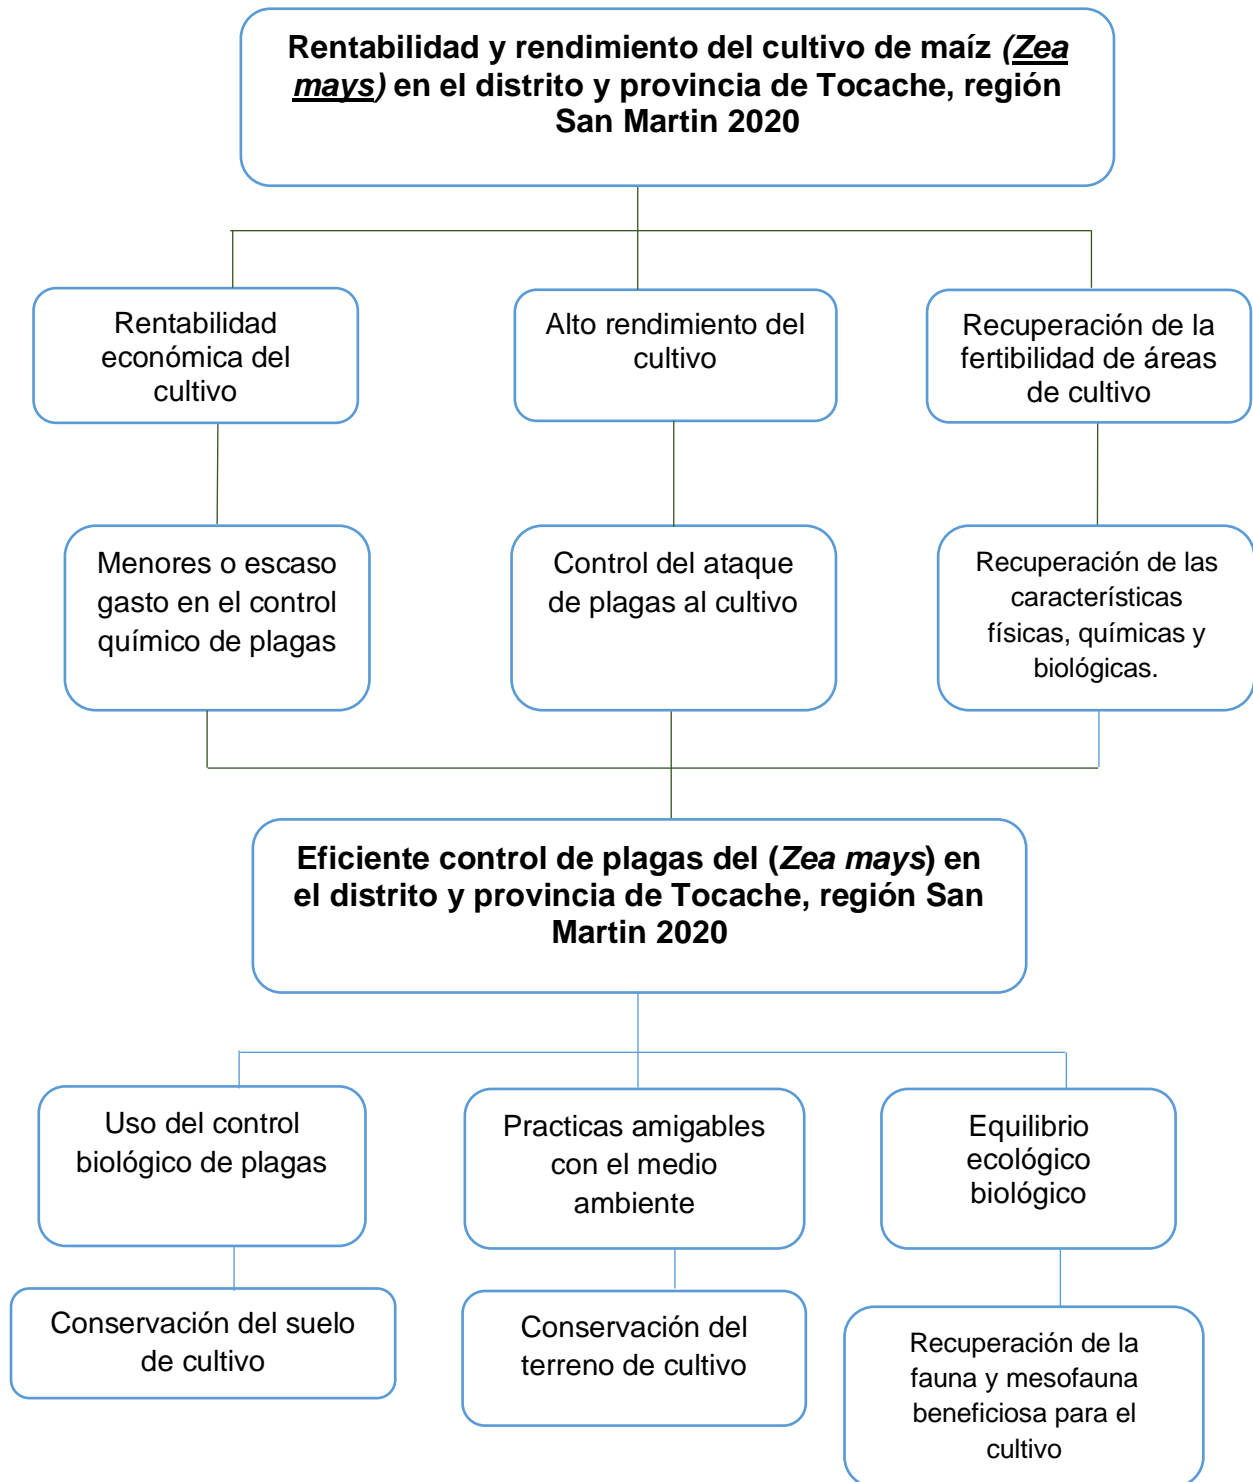 Rentabilidad y rendimiento del cultivo de maíz (Zea
mays) en el distrito y provincia de Tocache, región
San Martin 2020
Rentabilidad
económica del
cultivo
Alto rendimiento del
cultivo
Recuperación de la
fertibilidad de áreas
de cultivo
Menores o escaso
gasto en el control
químico de plagas
Control del ataque
de plagas al cultivo
Recuperación de las
características
físicas, químicas y
biológicas.
Eficiente control de plagas del (Zea mays) en
el distrito y provincia de Tocache, región San
Martin 2020
Uso del control
biológico de plagas
Practicas amigables
con el medio
ambiente
Equilibrio
ecológico
biológico
Conservación del suelo
de cultivo
Conservación del
terreno de cultivo
Recuperación de la
fauna y mesofauna
beneficiosa para el
cultivo